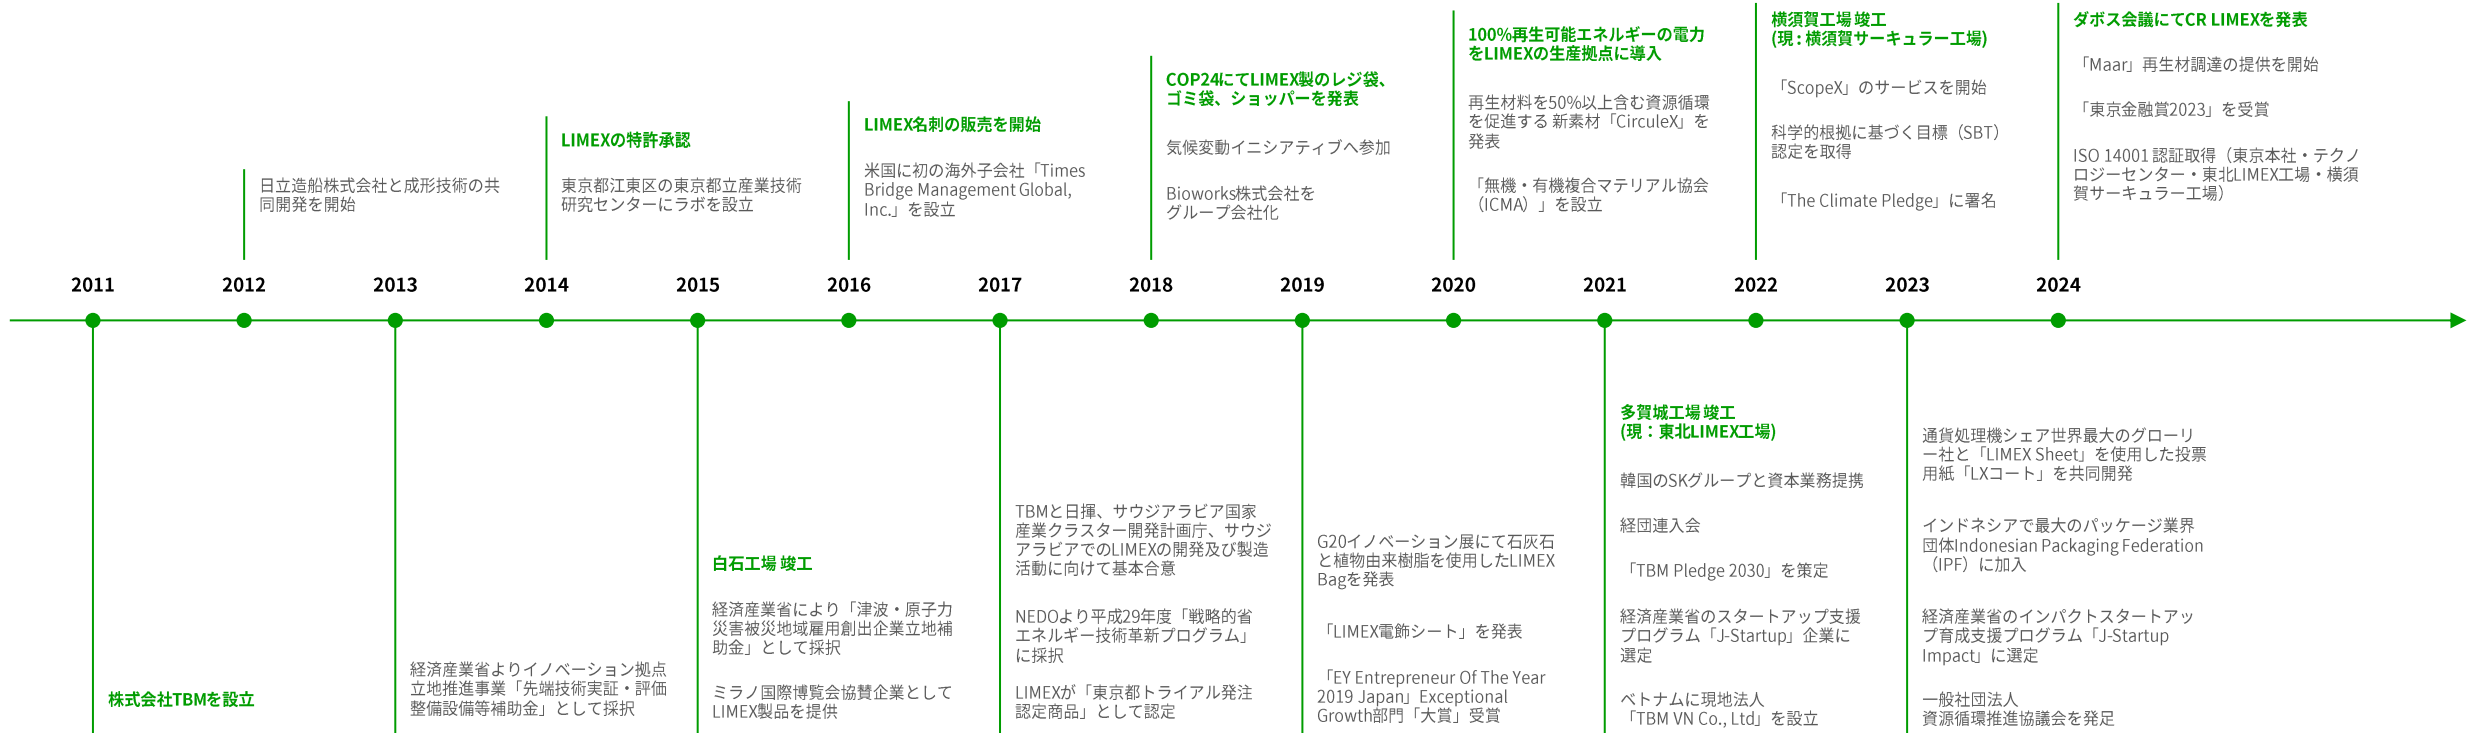 2011
株式会社TBMを設立
2012
日立造船株式会社と成形技術の共
同開発を開始
2013
経済産業省よりイノベーション拠点
立地推進事業「先端技術実証・評価
整備設備等補助金」として採択
2014
LIMEXの特許承認
東京都江東区の東京都立産業技術
研究センターにラボを設立
2015
白石工場 竣工
経済産業省により「津波・原子力
災害被災地域雇用創出企業立地補
助金」として採択
ミラノ国際博覧会協賛企業として
LIMEX製品を提供
2016
LIMEX名刺の販売を開始
米国に初の海外子会社「Times
Bridge Management Global,
Inc.」を設立
2017
TBMと日揮、サウジアラビア国家
産業クラスター開発計画庁、サウジ
アラビアでのLIMEXの開発及び製造
活動に向けて基本合意
NEDOより平成29年度「戦略的省
エネルギー技術革新プログラム」
に採択
LIMEXが「東京都トライアル発注
認定商品」として認定
2018
COP24にてLIMEX製のレジ袋、
ゴミ袋、ショッパーを発表
気候変動イニシアティブへ参加
Bioworks株式会社を
グループ会社化
2019
G20イノベーション展にて石灰石
と植物由来樹脂を使用したLIMEX
Bagを発表
「LIMEX電飾シート」を発表
「EY Entrepreneur Of The Year
2019 Japan」Exceptional
Growth部門「大賞」受賞
2020
100%再生可能エネルギーの電力
をLIMEXの生産拠点に導入
再生材料を50%以上含む資源循環
を促進する 新素材「CirculeX」を
発表
「無機・有機複合マテリアル協会
（ICMA）」を設立
2021
多賀城工場 竣工
(現：東北LIMEX工場)
韓国のSKグループと資本業務提携
経団連入会
「TBM Pledge 2030」を策定
経済産業省のスタートアップ支援
プログラム「J-Startup」企業に
選定
ベトナムに現地法人
「TBM VN Co., Ltd」を設立
2022
横須賀工場 竣工
(現 : 横須賀サーキュラー工場)
「ScopeX」のサービスを開始
科学的根拠に基づく目標（SBT）
認定を取得
「The Climate Pledge」に署名
2023
通貨処理機シェア世界最大のグローリ
ー社と「LIMEX Sheet」を使用した投票
用紙「LXコート」を共同開発
インドネシアで最大のパッケージ業界
団体Indonesian Packaging Federation
（IPF）に加入
経済産業省のインパクトスタートアッ
プ育成支援プログラム「J-Startup
Impact」に選定
一般社団法人
資源循環推進協議会を発足
2024
ダボス会議にてCR LIMEXを発表
「Maar」再生材調達の提供を開始
「東京金融賞2023」を受賞
ISO 14001 認証取得（東京本社・テクノ
ロジーセンター・東北LIMEX工場・横須
賀サーキュラー工場）